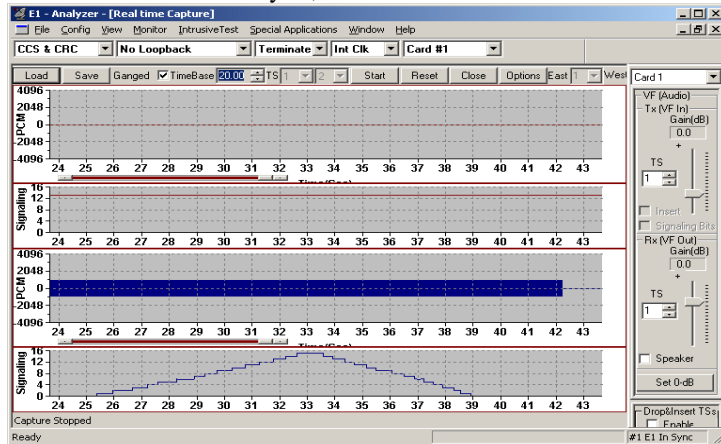 E1 - Analyzer - [Real time Capture]
File Config View Monitor IntrusiveTest Special Applications Window Help
CCS & CRC No Loopback Terminate Int Clk Card #1
Load Save Ganged TimeBase 20.00 TS 1 2 Start Reset Close Options East 1 West
Card 1
4096
2048
0
-2048
-4096
PCM
24 25 26 27 28 29 30 31 32 33 34 35 36 37 38 39 40 41 42 43
16
12
8
4
0
Signaling
24 25 26 27 28 29 30 31 32 33 34 35 36 37 38 39 40 41 42 43
4096
2048
0
-2048
-4096
PCM
24 25 26 27 28 29 30 31 32 33 34 35 36 37 38 39 40 41 42 43
16
12
8
4
0
Signaling
24 25 26 27 28 29 30 31 32 33 34 35 36 37 38 39 40 41 42 43
VF (Audio)
Tx (VF In)
Gain(dB)
0.0
+
TS
1
-
Insert
Signaling Bits
Rx (VF Out)
Gain(dB)
0.0
+
TS
1
-
Speaker
Set 0-dB
Drop&Insert TSs
Enable
Capture Stopped
Ready
#1 E1 In Sync